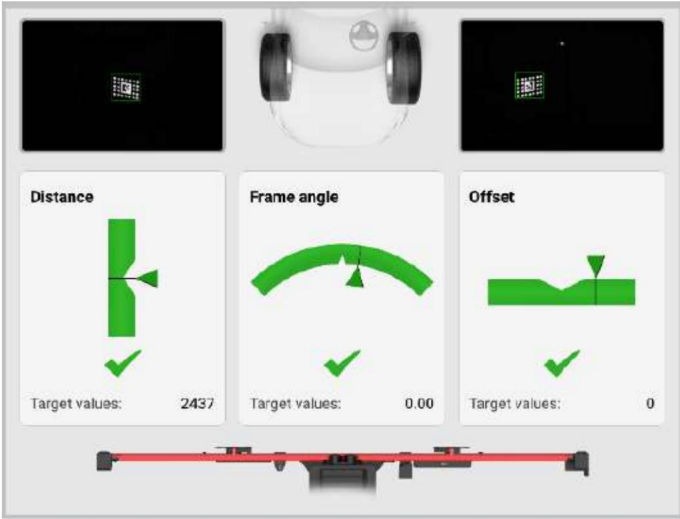 Distance
Frame angle
Offset
Target values: 2437
Target values: 0.00
Target values: 0